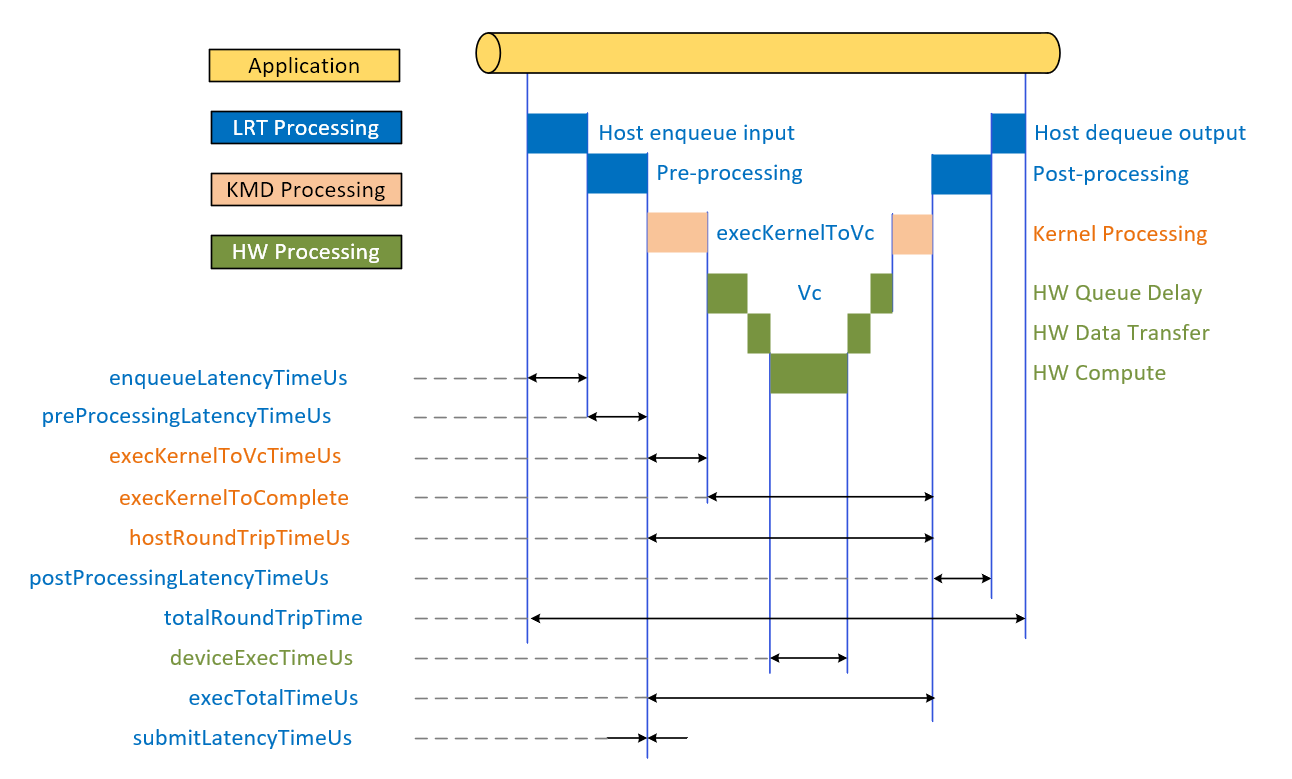 Application
LRT Processing
KMD Processing
HW Processing
Host enqueue input
Host dequeue output
Pre-processing
Post-processing
execKernelToVc
Kernel Processing
Vc
HW Queue Delay
HW Data Transfer
HW Compute
enqueueLatencyTimeUs
preProcessingLatencyTimeUs
execKernelToVcTimeUs
execKernelToComplete
hostRoundTripTimeUs
postProcessingLatencyTimeUs
totalRoundTripTime
deviceExecTimeUs
execTotalTimeUs
submitLatencyTimeUs